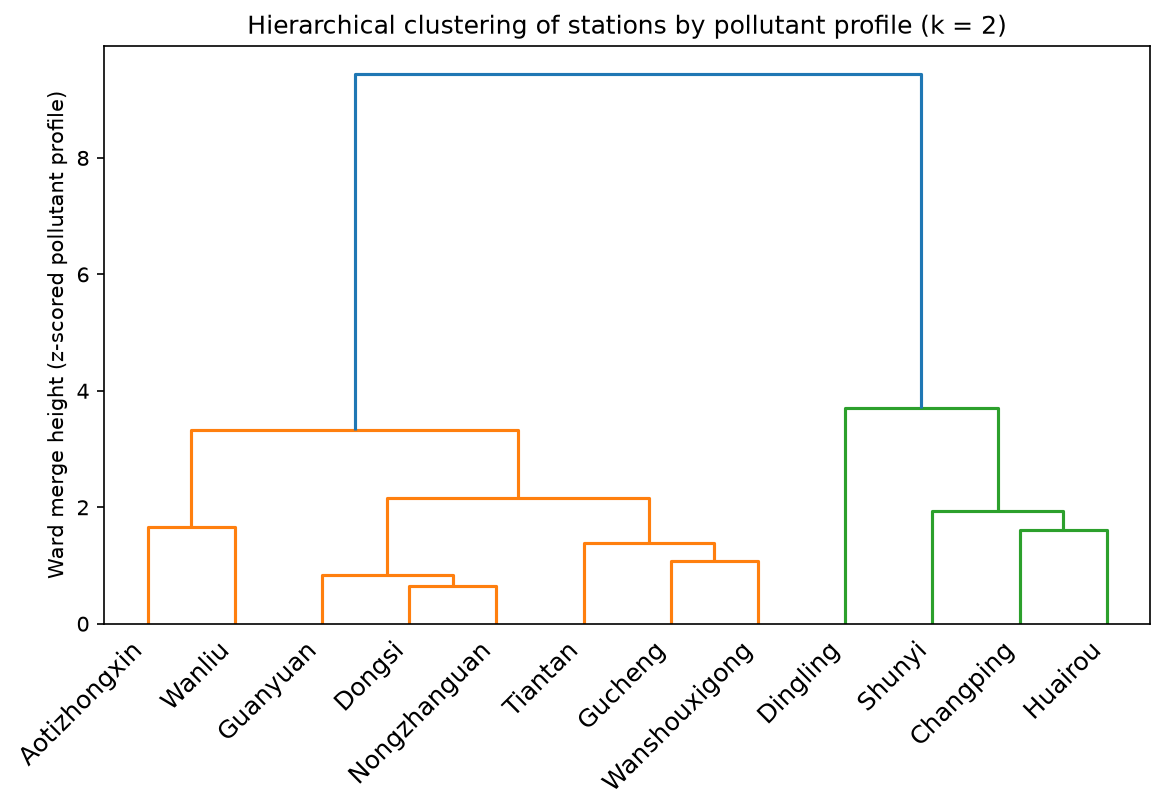 Hierarchical clustering of stations by pollutant profile (k = 2)
Ward merge height (z-scored pollutant profile)
8
6
4
2
0
Aotizhongxin
Wanliu
Guanyuan
Dongsi
Nongzhanguan
Tiantan
Gucheng
Wanshouxigong
Dingling
Shunyi
Changping
Huairou